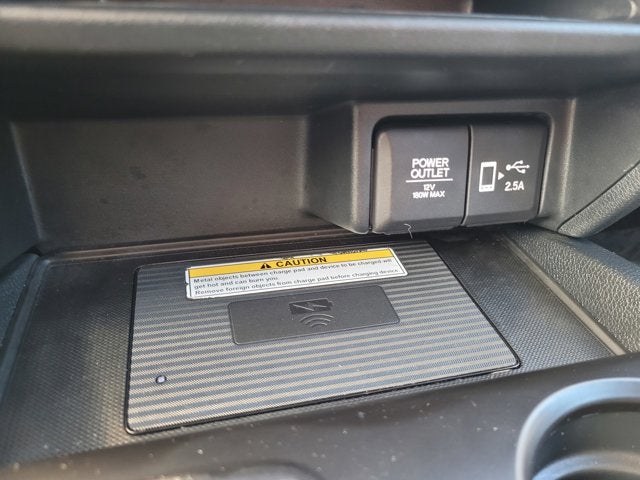 POWER
OUTLET
12V
180W MAX
2.5A
CAUTION
Metal objects between charge pad and device to be charged will
get hot and can burn you.
Remove foreign objects from charge pad before charging device